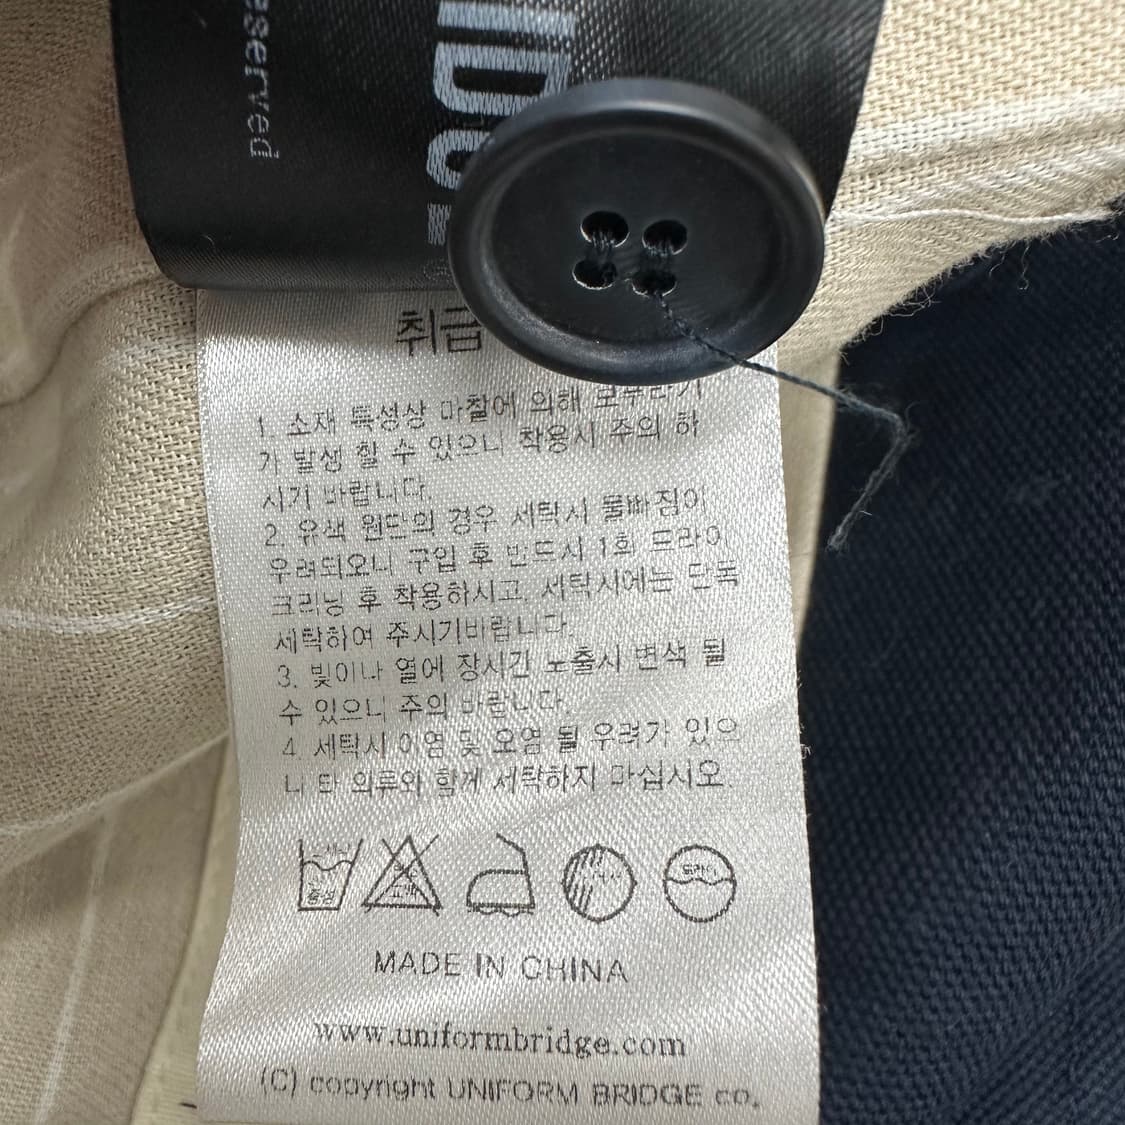 eserved
취급
1. 소재 특성상 마찰에 의해 보푸라기
가 발생 할 수 있으니 착용시 주의 하
시기 바랍니다.
2. 유색 원단의 경우 세탁시 물빠짐이
우려되오니 구입 후 반드시 1회 드라이
크리닝 후 착용하시고, 세탁시에는 단독
세탁하여 주시기바랍니다.
3. 빛이나 열에 장시간 노출시 변색 될
수 있으니 주의 바랍니다.
4. 세탁시 이염 및 오염 될 우려가 있으
니 타 의류와 함께 세탁하지 마십시오.
중성
MADE IN CHINA
www.uniformbridge.com
(C) copyright UNIFORM BRIDGE co.